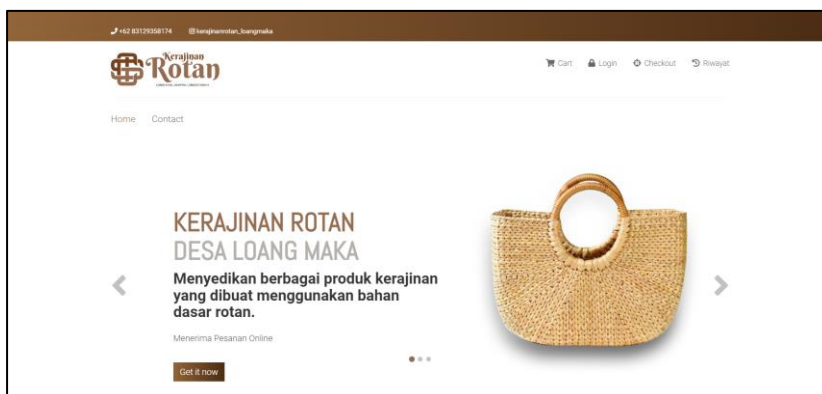 +62 83129358174 kerajinanrotan_loangmaka
Kerajinan
Rotan
Cart Login Checkout Riwayat
Home Contact
KERAJINAN ROTAN
DESA LOANG MAKA
Menyedikan berbagai produk kerajinan
yang dibuat menggunakan bahan
dasar rotan.
Menerima Pesanan Online
Get it now